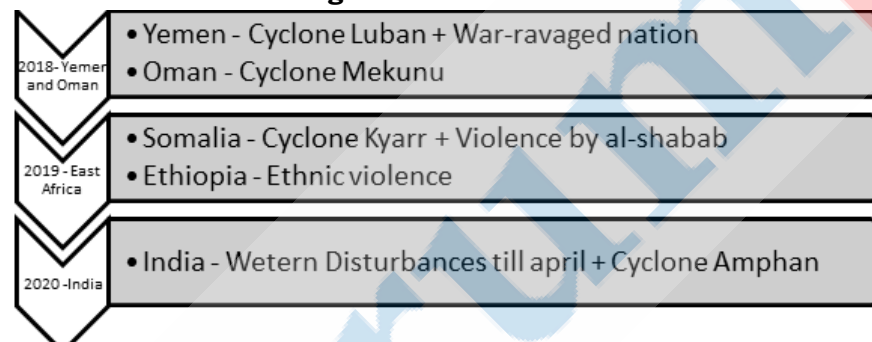 2018-Yemen
and Oman
• Yemen - Cyclone Luban + War-ravaged nation
• Oman - Cyclone Mekunu
2019 -East
Africa
• Somalia - Cyclone Kyarr + Violence by al-shabab
• Ethiopia - Ethnic violence
2020 -India
• India - Wetern Disturbances till april + Cyclone Amphan